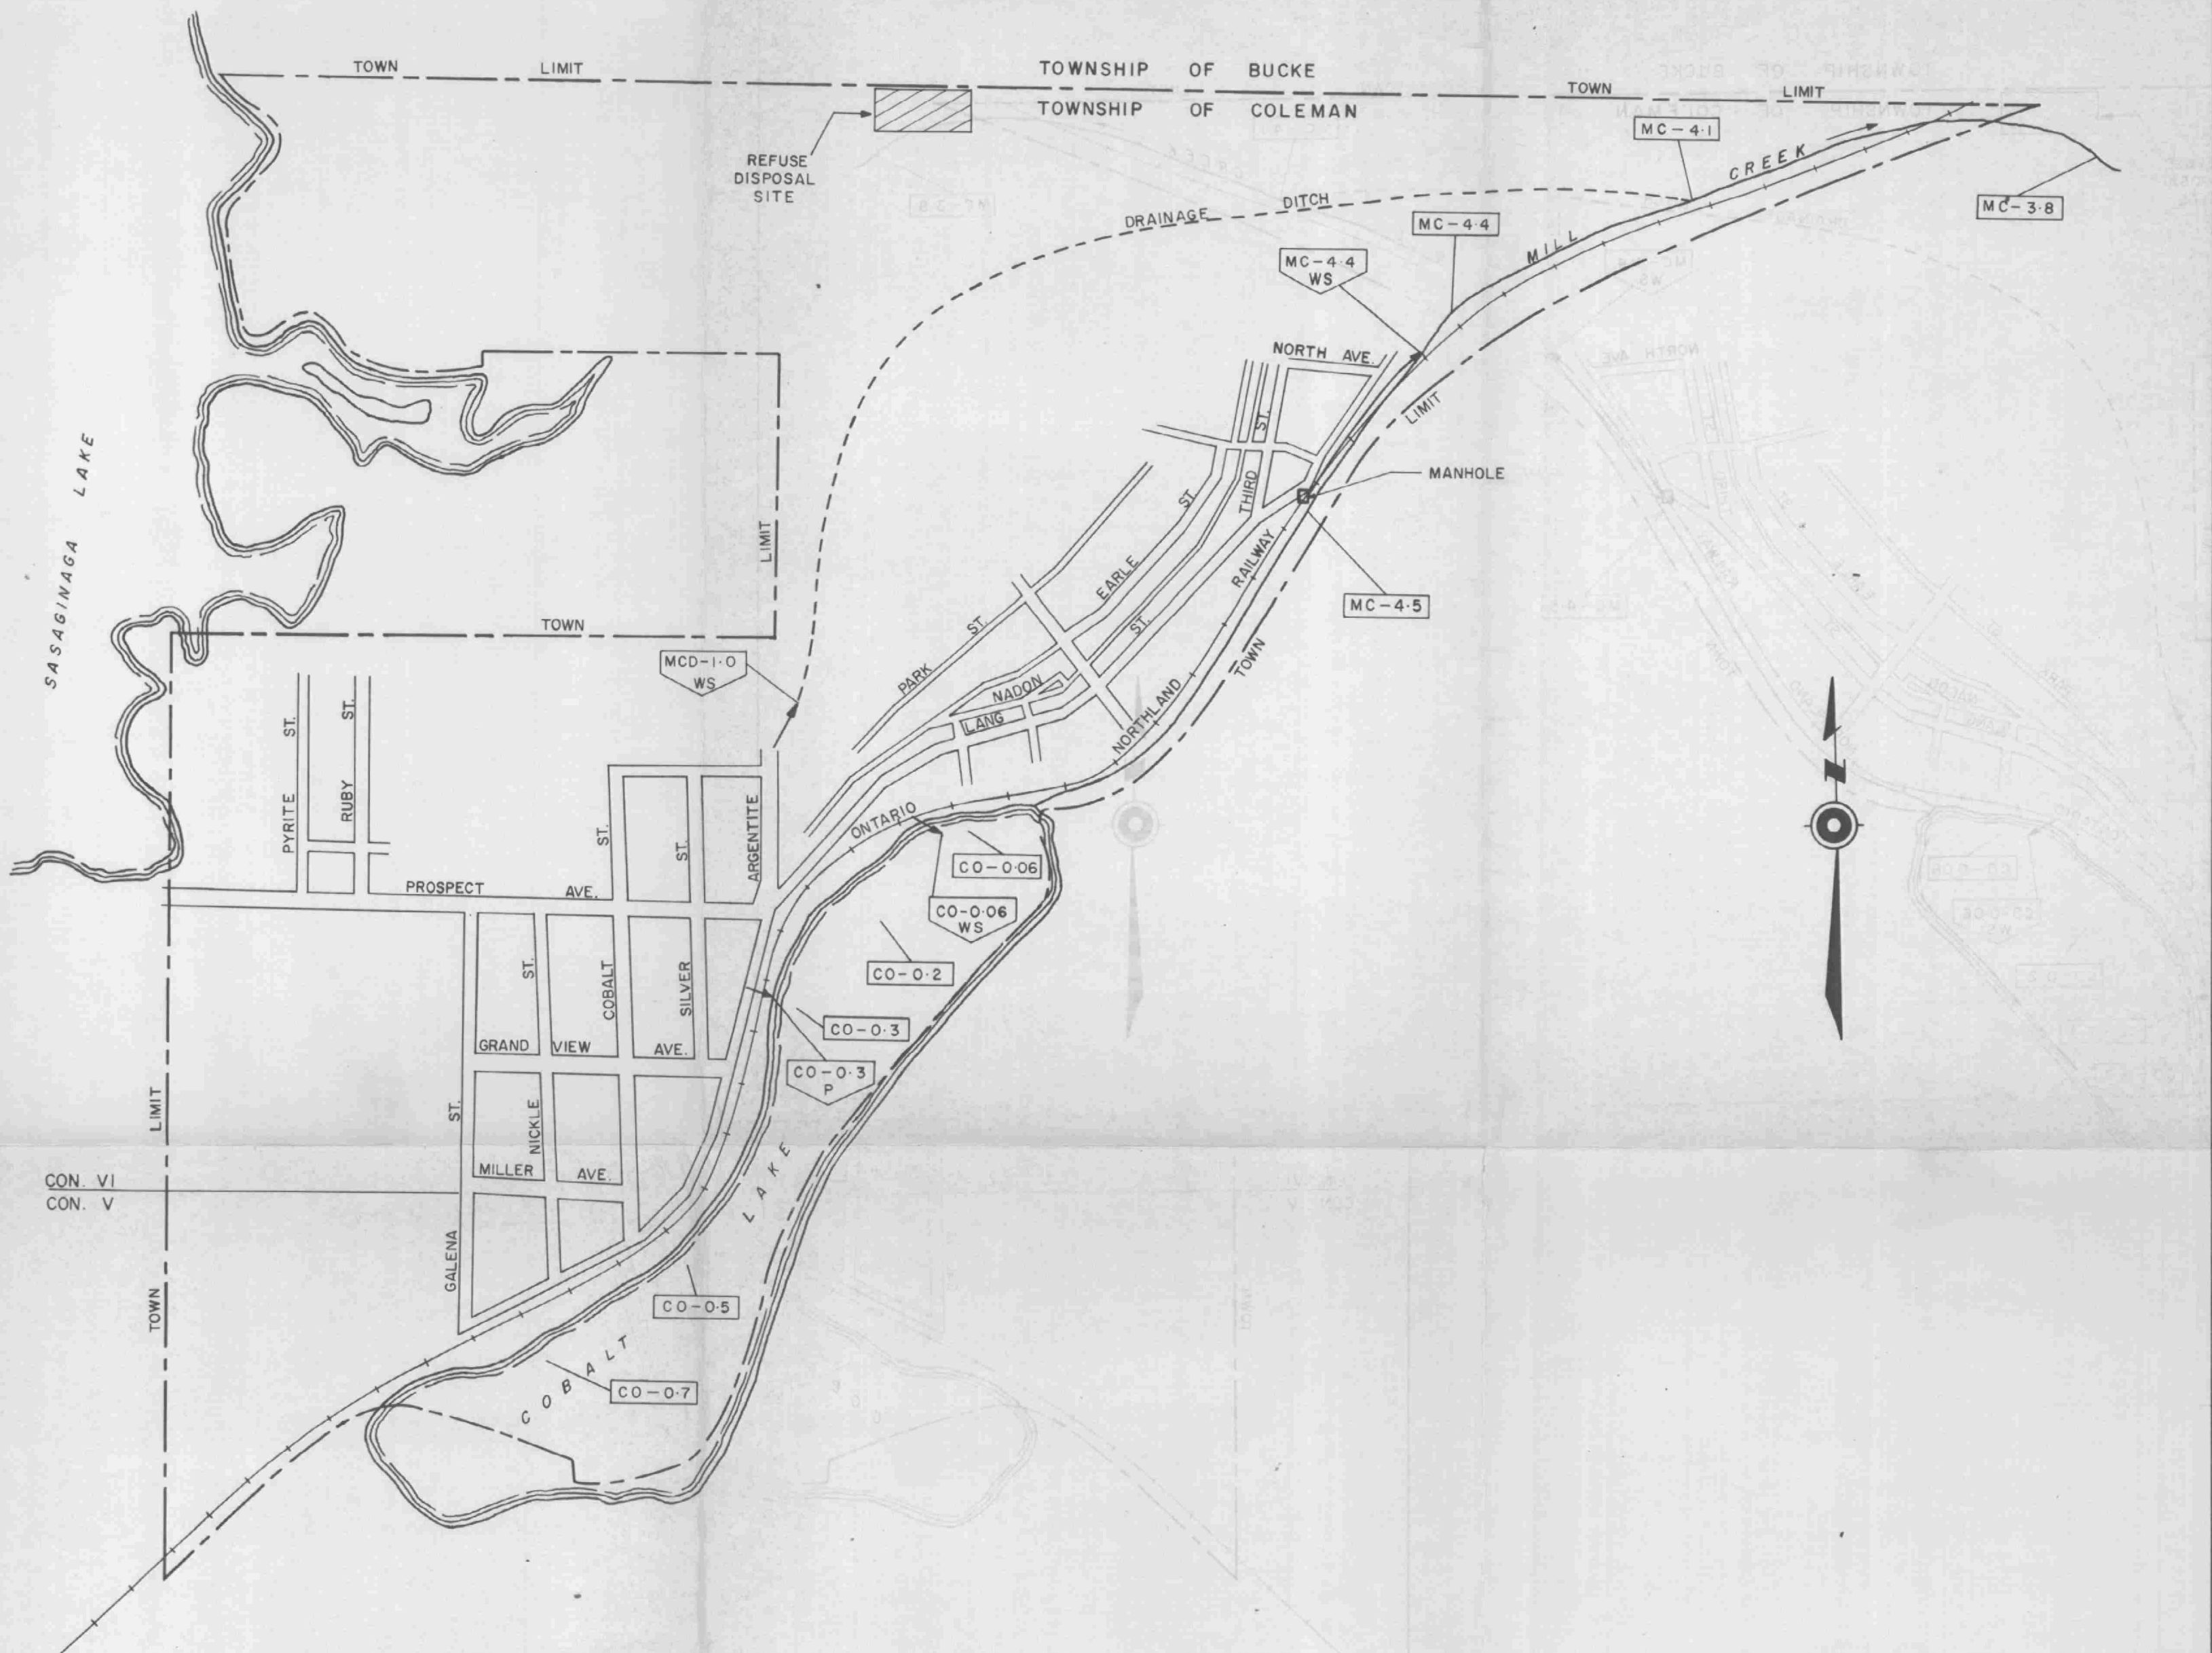 TOWN LIMIT
TOWNSHIP OF BUCKE
TOWNSHIP OF COLEMAN
TOWN LIMIT
REFUSE
DISPOSAL
SITE
MC-4·1
MILL CREEK
MC-3·8
DRAINAGE DITCH
MC-4·4
MC-4·4
WS
NORTH AVE.
LIMIT
TOWN
MANHOLE
THIRD ST.
MC-4·5
SASAGINAGA LAKE
LIMIT
TOWN
EARLE ST.
PARK ST.
NADON
LANG ST.
ONTARIO NORTHLAND RAILWAY
MCD-1·0
WS
PYRITE ST.
RUBY ST.
ST.
ST.
ARGENTITE
PROSPECT AVE.
CO-0·06
CO-0·06
WS
CO-0·2
CO-0·3
CO-0·3
P
ST.
COBALT
SILVER
GRAND VIEW AVE.
NICKLE
MILLER AVE.
GALENA ST.
CON. VI
CON. V
TOWN LIMIT
COBALT LAKE
CO-0·5
CO-0·7
N